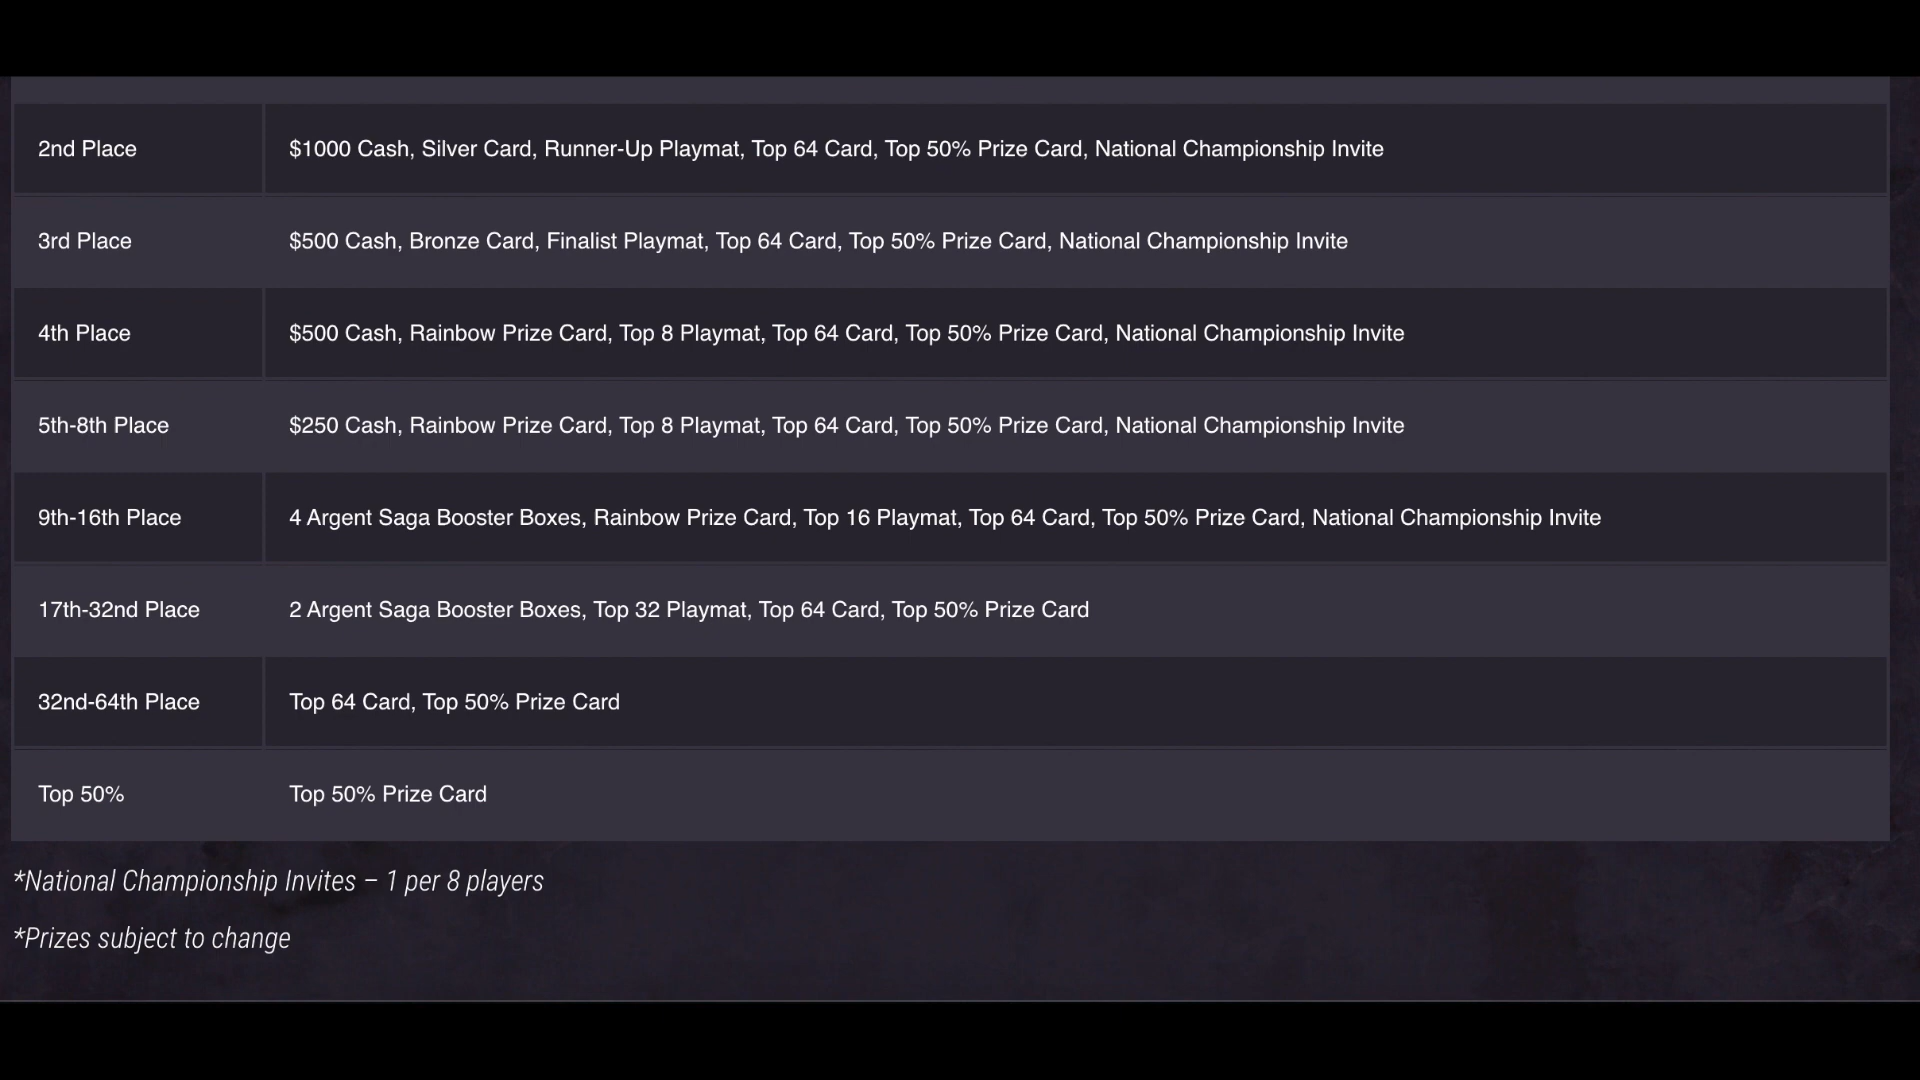 2nd Place $1000 Cash, Silver Card, Runner-Up Playmat, Top 64 Card, Top 50% Prize Card, National Championship Invite
3rd Place $500 Cash, Bronze Card, Finalist Playmat, Top 64 Card, Top 50% Prize Card, National Championship Invite
4th Place $500 Cash, Rainbow Prize Card, Top 8 Playmat, Top 64 Card, Top 50% Prize Card, National Championship Invite
5th-8th Place $250 Cash, Rainbow Prize Card, Top 8 Playmat, Top 64 Card, Top 50% Prize Card, National Championship Invite
9th-16th Place 4 Argent Saga Booster Boxes, Rainbow Prize Card, Top 16 Playmat, Top 64 Card, Top 50% Prize Card, National Championship Invite
17th-32nd Place 2 Argent Saga Booster Boxes, Top 32 Playmat, Top 64 Card, Top 50% Prize Card
32nd-64th Place Top 64 Card, Top 50% Prize Card
Top 50% Top 50% Prize Card
*National Championship Invites – 1 per 8 players
*Prizes subject to change